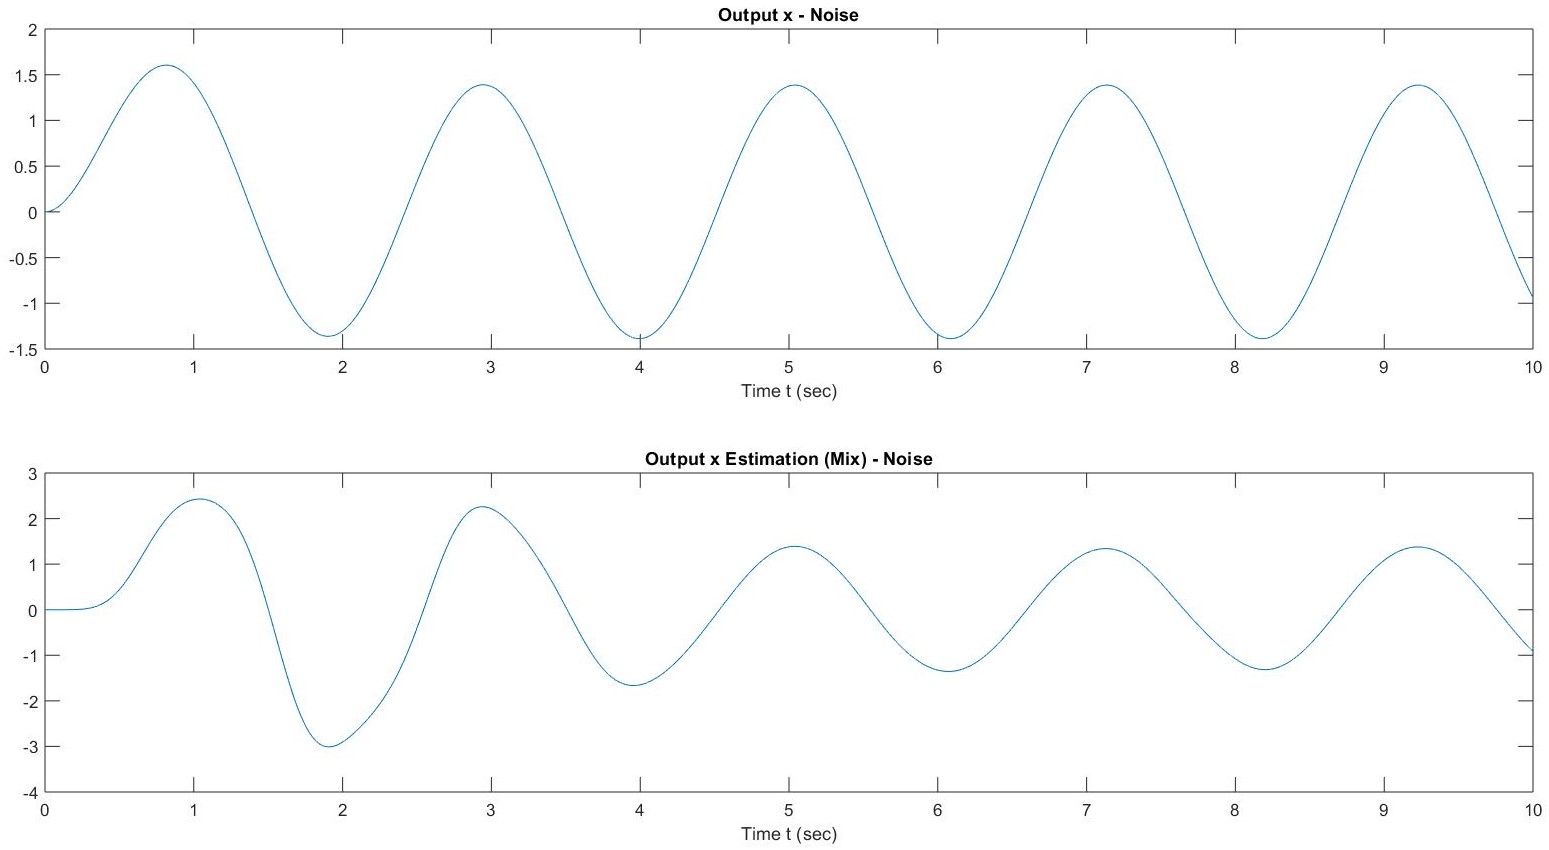 Output x - Noise
2
1.5
1
0.5
0
-0.5
-1
-1.5
0 1 2 3 4 5 6 7 8 9 10
Time t (sec)
Output x Estimation (Mix) - Noise
3
2
1
0
-1
-2
-3
-4
0 1 2 3 4 5 6 7 8 9 10
Time t (sec)